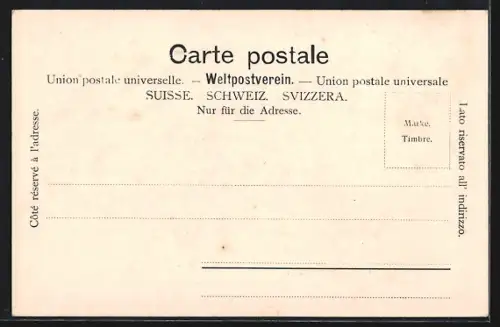 Carte postale
Union postale universelle. — Weltpostverein. — Union postale universale
SUISSE. SCHWEIZ. SVIZZERA.
Nur für die Adresse.
Marke.
Timbre.
Côté réservé à l'adresse.
Lato riservato all' indirizzo.